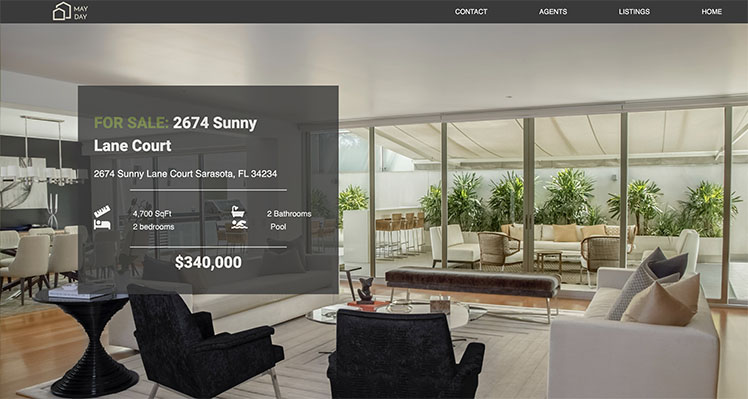 MAY
DAY
CONTACT
AGENTS
LISTINGS
HOME
FOR SALE: 2674 Sunny
Lane Court
2674 Sunny Lane Court Sarasota, FL 34234
4,700 SqFt
2 Bathrooms
2 bedrooms
Pool
$340,000